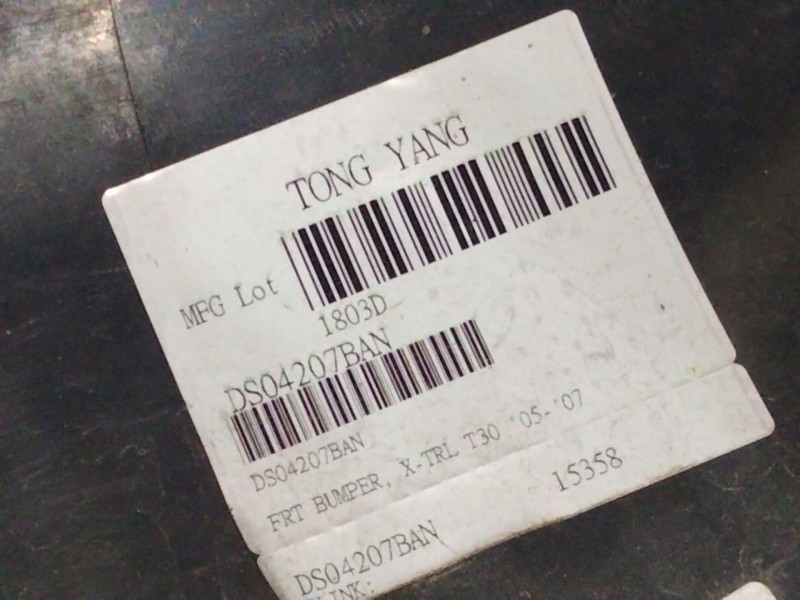 TONG YANG
MFG Lot
1803D
DS04207BAN
DS04207BAN
FRT BUMPER, X-TRL T30 '05-'07
15358
DS04207BAN